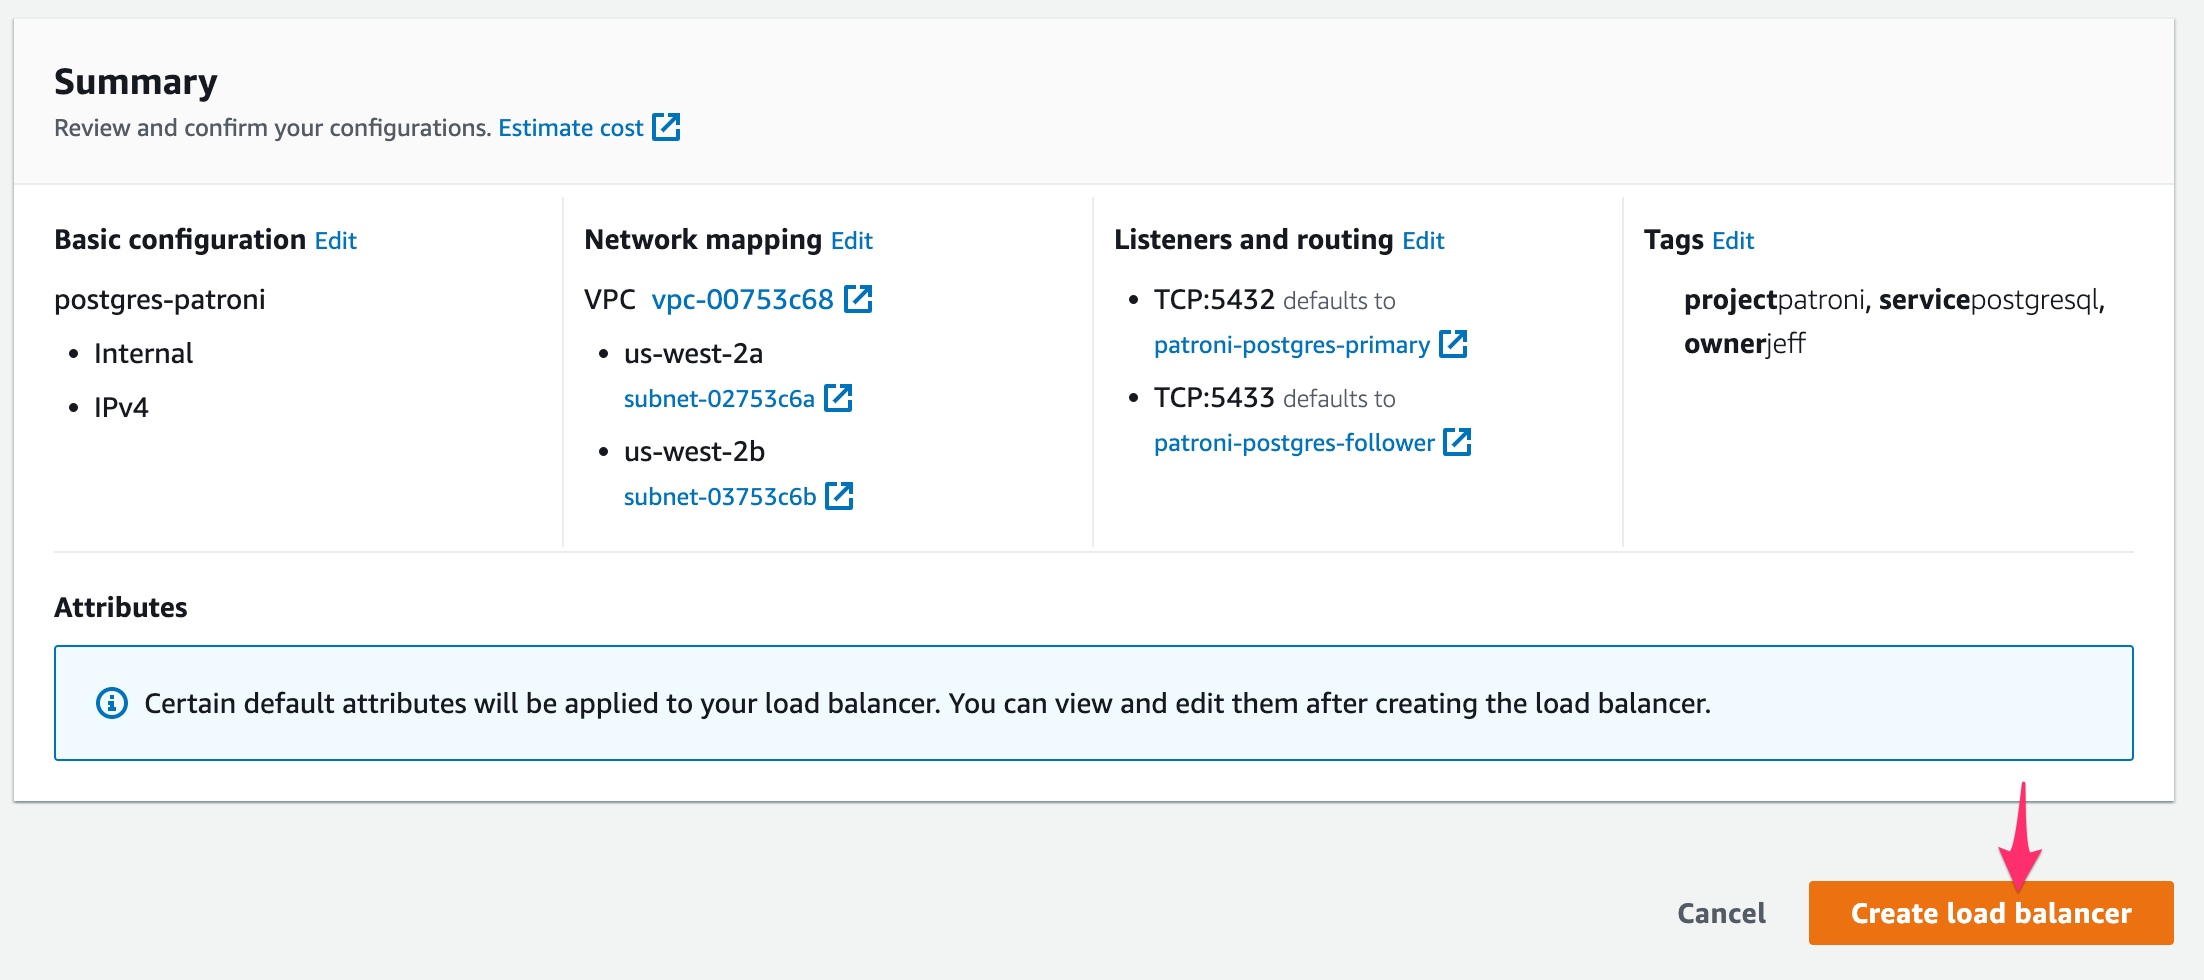 Summary
Review and confirm your configurations. Estimate cost
Basic configuration Edit
postgres-patroni
• Internal
• IPv4
Network mapping Edit
VPC vpc-00753c68
• us-west-2a
subnet-02753c6a
• us-west-2b
subnet-03753c6b
Listeners and routing Edit
• TCP:5432 defaults to
patroni-postgres-primary
• TCP:5433 defaults to
patroni-postgres-follower
Tags Edit
projectpatroni, servicepostgresql,
ownerjeff
Attributes
Certain default attributes will be applied to your load balancer. You can view and edit them after creating the load balancer.
Cancel
Create load balancer